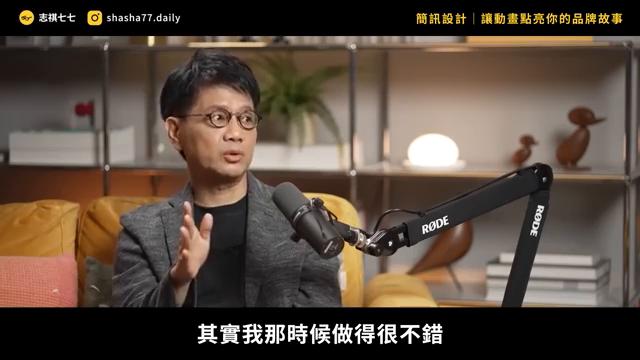 志祺七七
shasha77.daily
簡訊設計｜讓動畫點亮你的品牌故事
RØDE
RØDE
其實我那時候做得很不錯